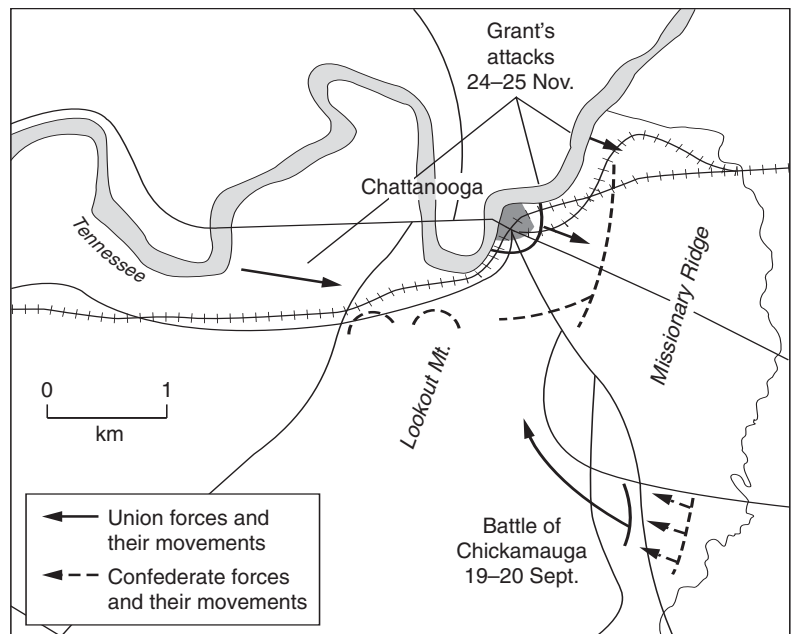 Grant's
attacks
24–25 Nov.
Chattanooga
Tennessee
Missionary Ridge
Lookout Mt.
0 1
km
Battle of
Chickamauga
19–20 Sept.
Union forces and
their movements
Confederate forces
and their movements